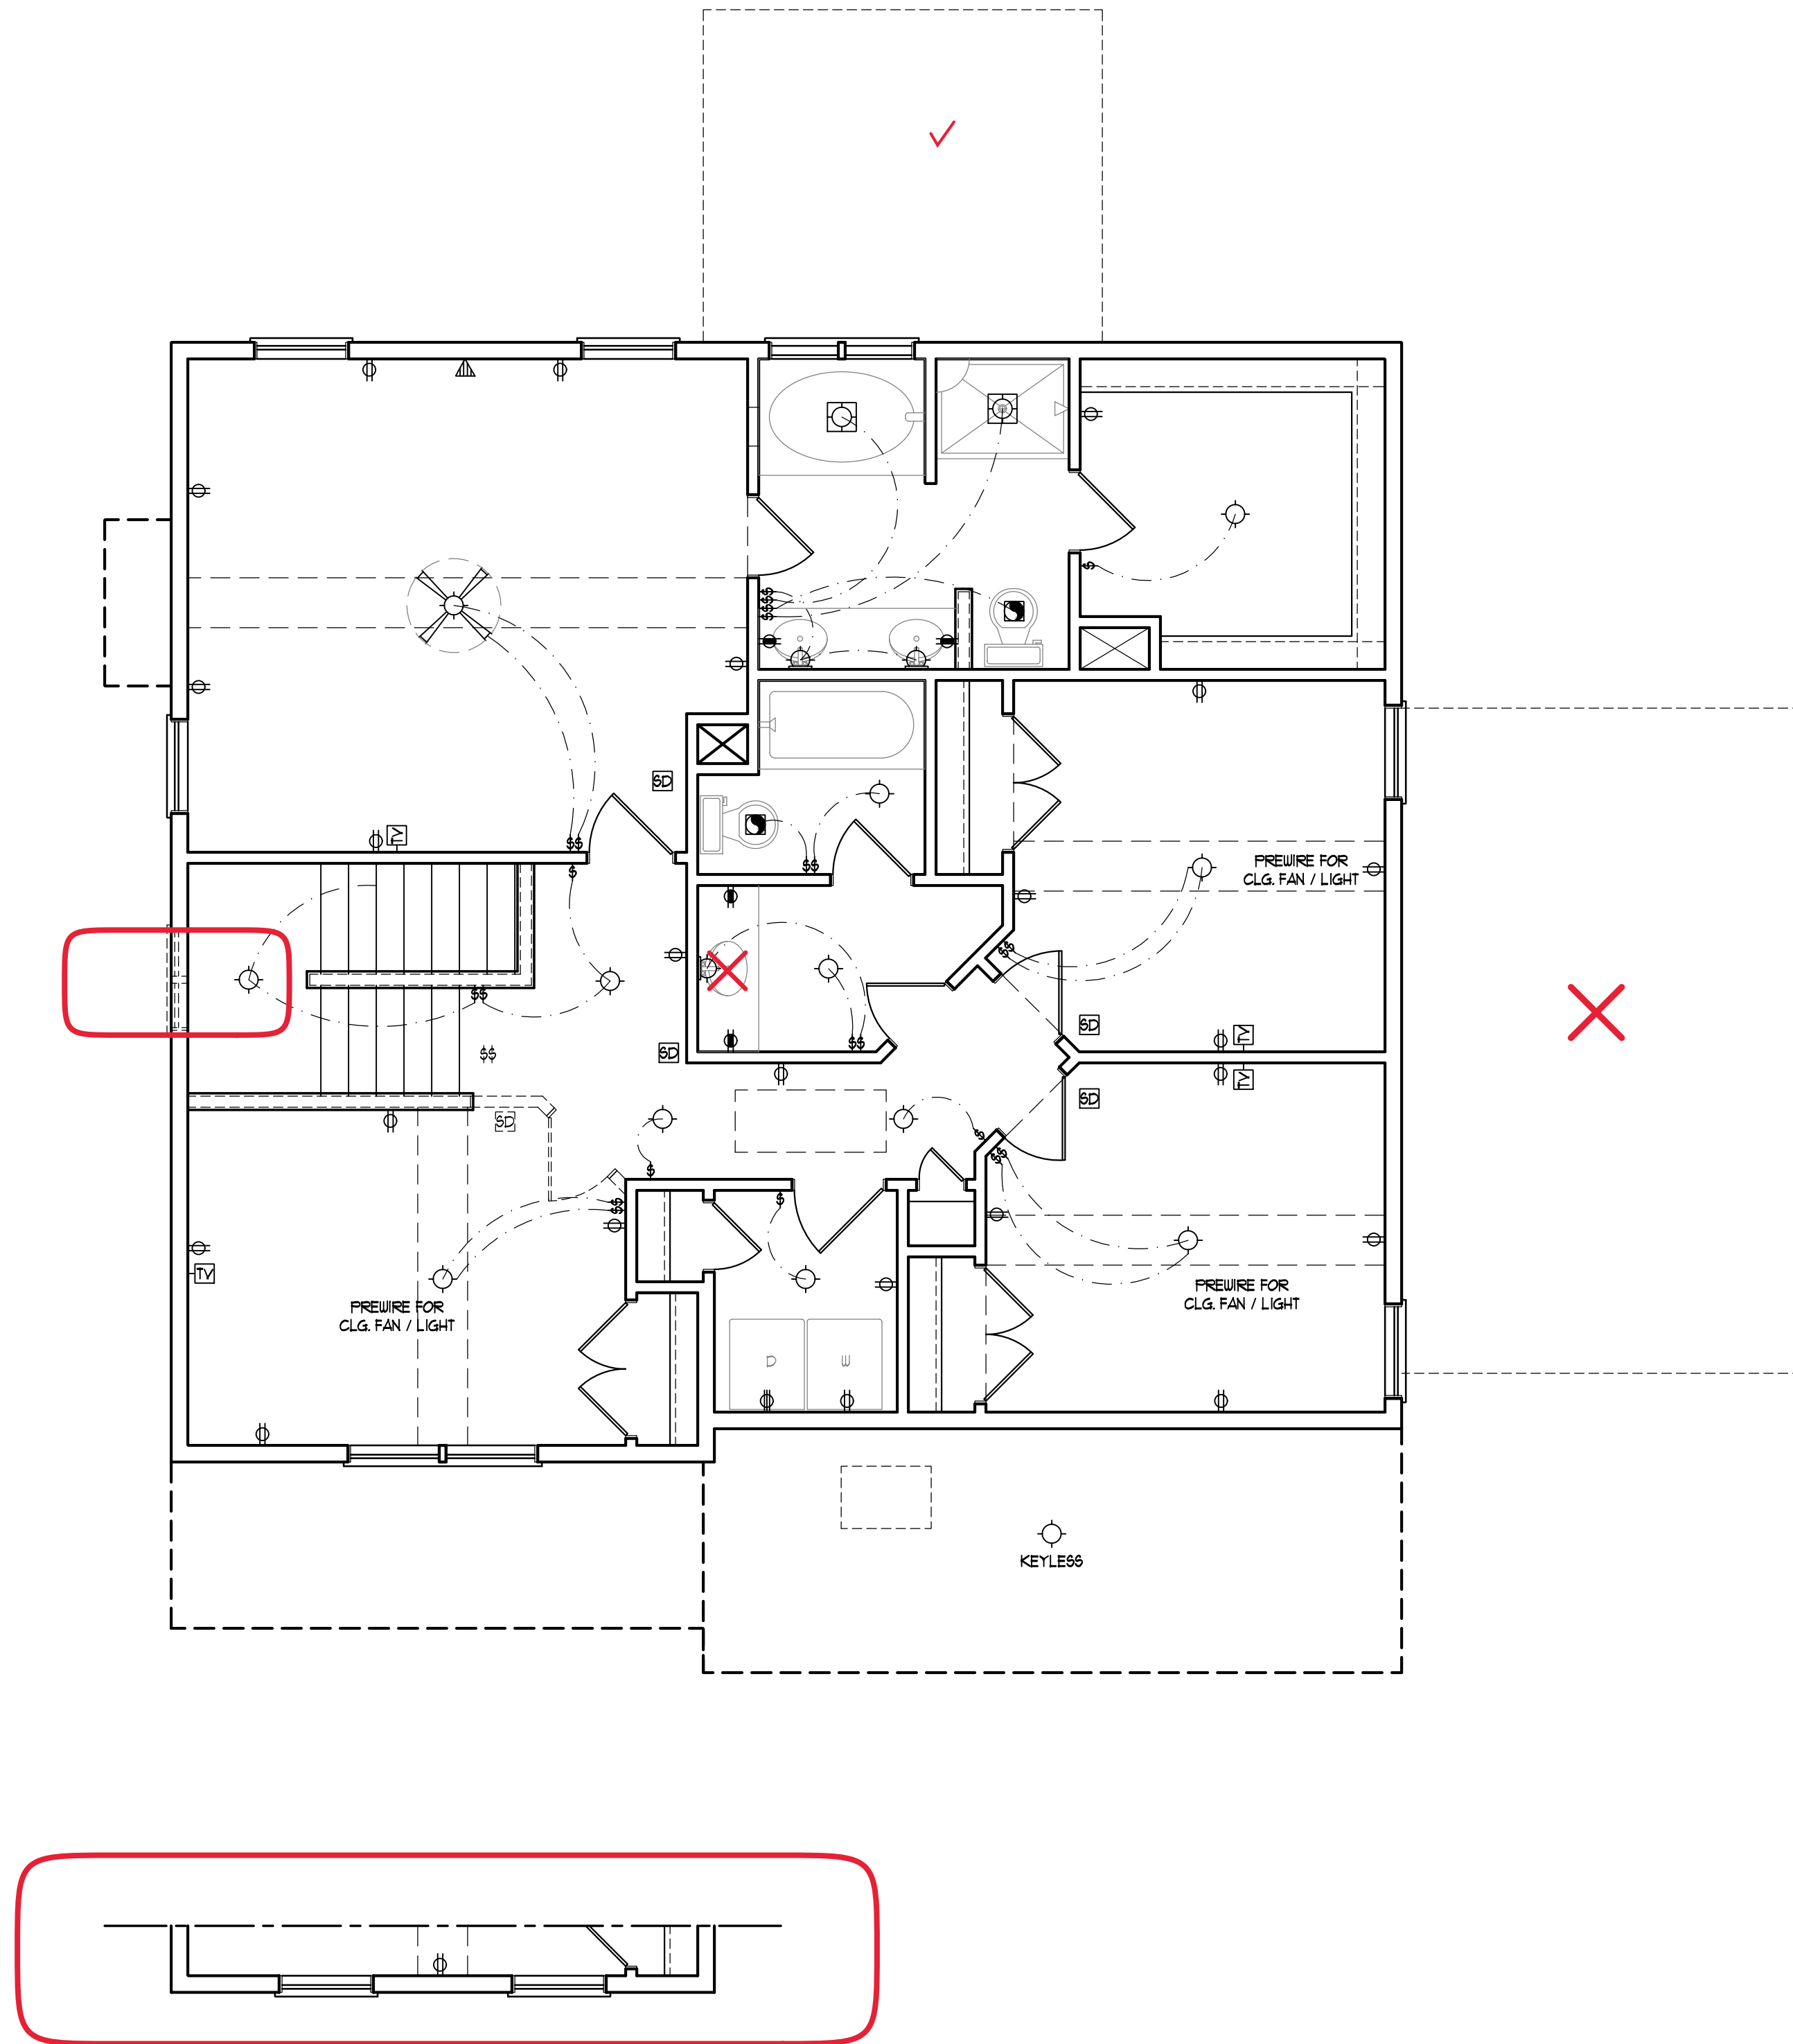 $
$
$
$
$
SD
TV
$$
$$
$
PREWIRE FOR
CLG. FAN / LIGHT
$$
$$
$$
$$
SD
SD
TV
TV
SD
SD
$
$
$$
$$
$
TV
PREWIRE FOR
CLG. FAN / LIGHT
PREWIRE FOR
CLG. FAN / LIGHT
D
W
KEYLESS